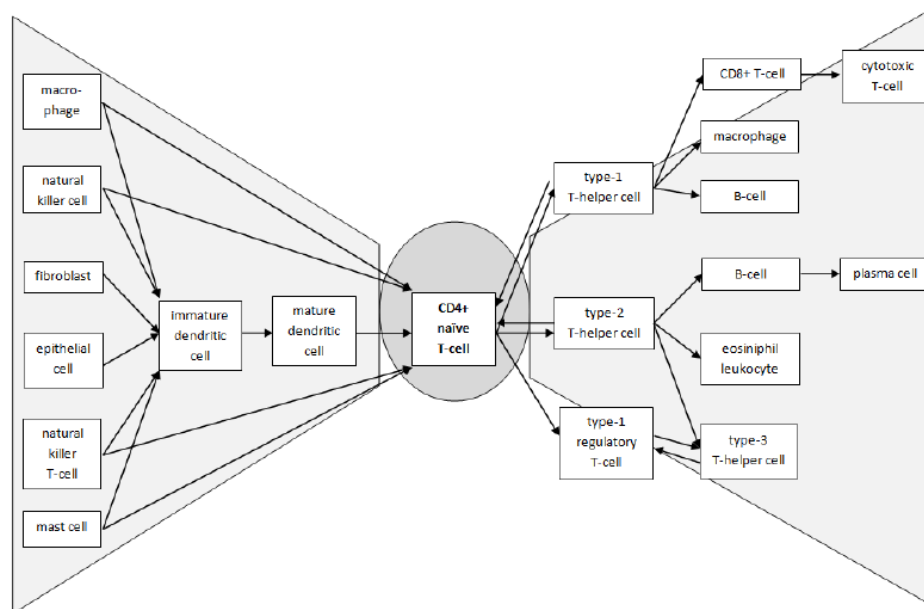 macro-
phage
natural
killer cell
fibroblast
epithelial
cell
natural
killer
T-cell
mast cell
immature
dendritic
cell
mature
dendritic
cell
CD4+
naïve
T-cell
type-1
T-helper cell
type-2
T-helper cell
type-1
regulatory
T-cell
CD8+ T-cell
macrophage
B-cell
B-cell
eosiniphil
leukocyte
type-3
T-helper cell
cytotoxic
T-cell
plasma cell